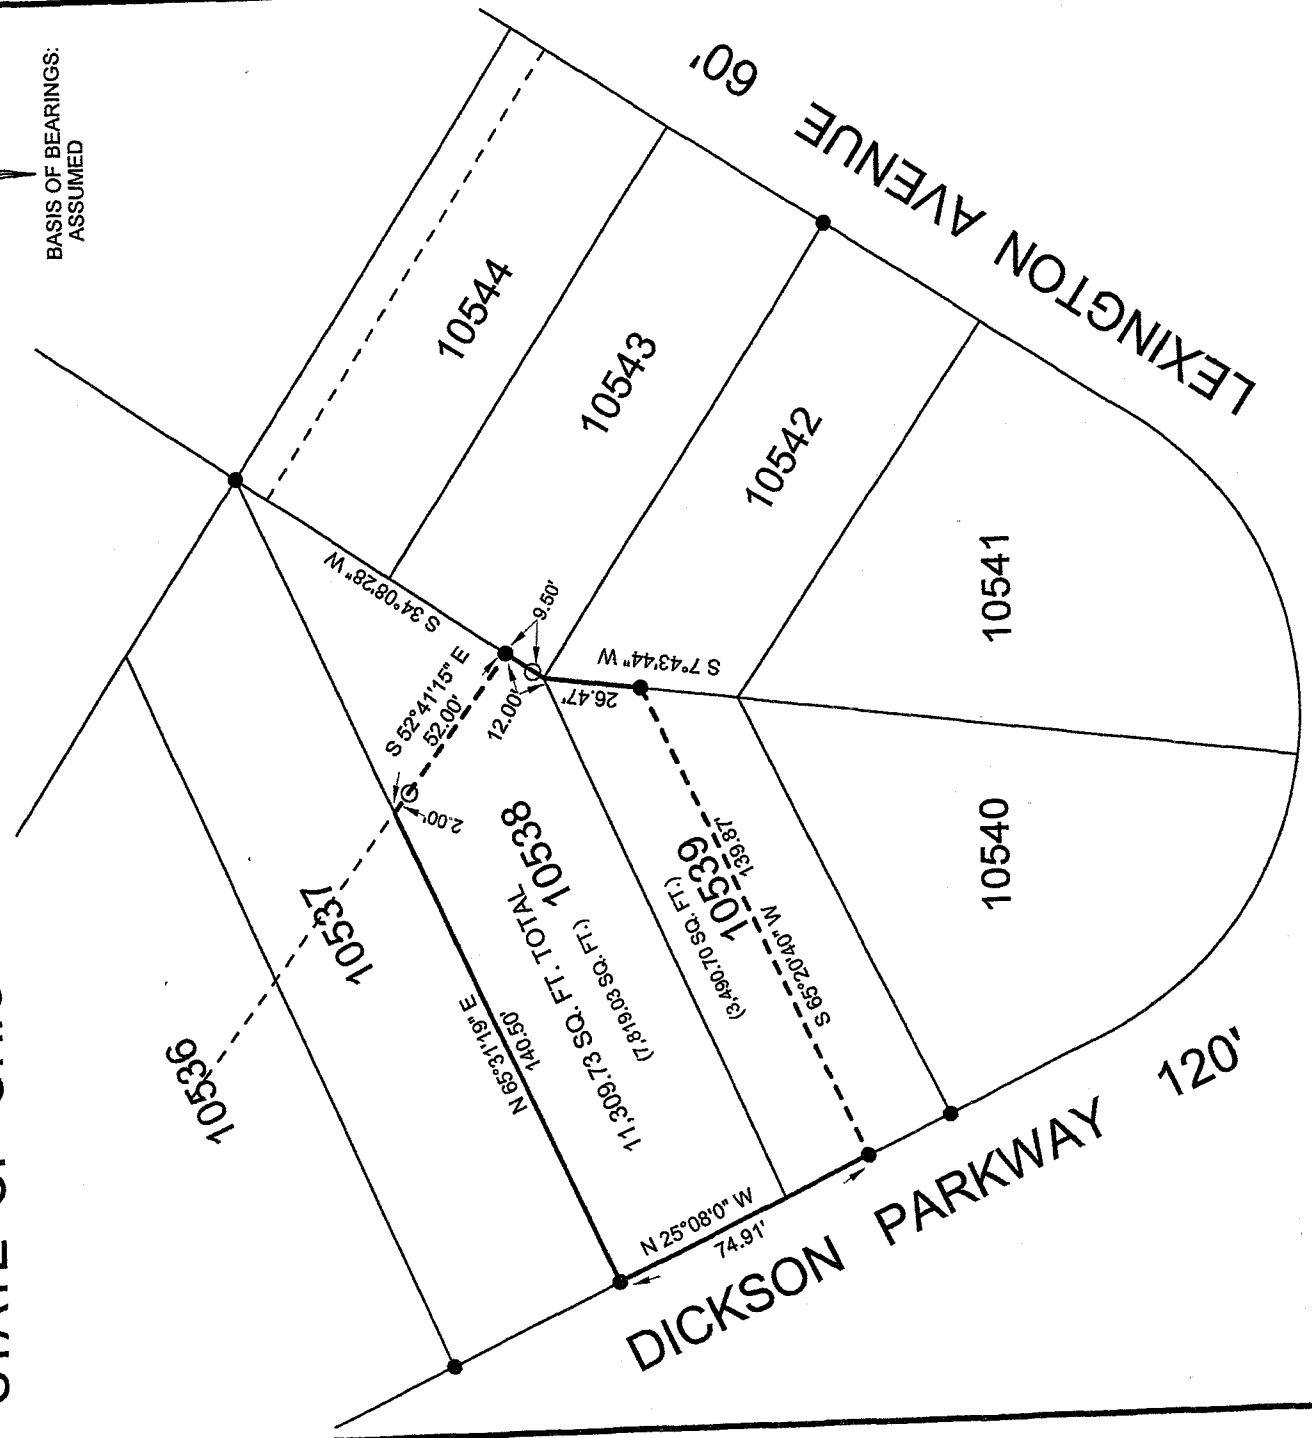 BASIS OF BEARINGS:
ASSUMED
60'
LEXINGTON AVENUE
10544
10543
10542
10541
10540
S 34°08'28" W
9.50'
S 52°41'15" E
52.00'
12.00'
2.00'
S 7°43'44" W
26.47'
10536
10537
10538
11,309.73 SQ. FT. TOTAL
(7,819.03 SQ. FT.)
N 65°31'19" E
140.50'
10539
139.87'
(3,490.70 SQ. FT.)
S 65°20'40" W
N 25°08'0" W
74.91'
DICKSON PARKWAY 120'